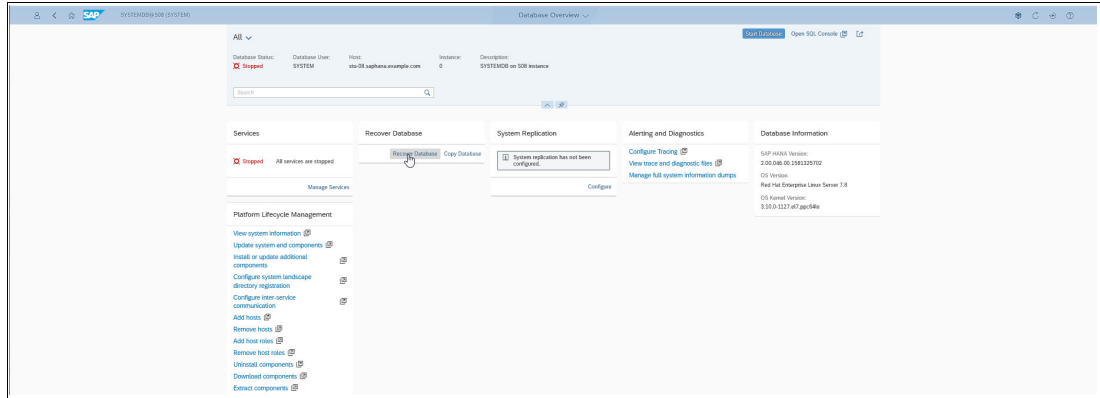 SAP SYSTEMDB@S08 (SYSTEM) Database Overview
All Start Database Open SQL Console
Database Status: Database User: Host: Instance: Description:
Stopped SYSTEM sto-08.saphana.example.com 0 SYSTEMDB on S08 instance
Search
Services
Stopped All services are stopped
Manage Services
Recover Database
Recover Database Copy Database
System Replication
System replication has not been
configured.
Configure
Alerting and Diagnostics
Configure Tracing
View trace and diagnostic files
Manage full system information dumps
Database Information
SAP HANA Version:
2.00.046.00.1581325702
OS Version
Red Hat Enterprise Linux Server 7.8
OS Kernel Version:
3.10.0-1127.el7.ppc64le
Platform Lifecycle Management
View system information
Update system and components
Install or update additional
components
Configure system landscape
directory registration
Configure inter-service
communication
Add hosts
Remove hosts
Add host roles
Remove host roles
Uninstall components
Download components
Extract components